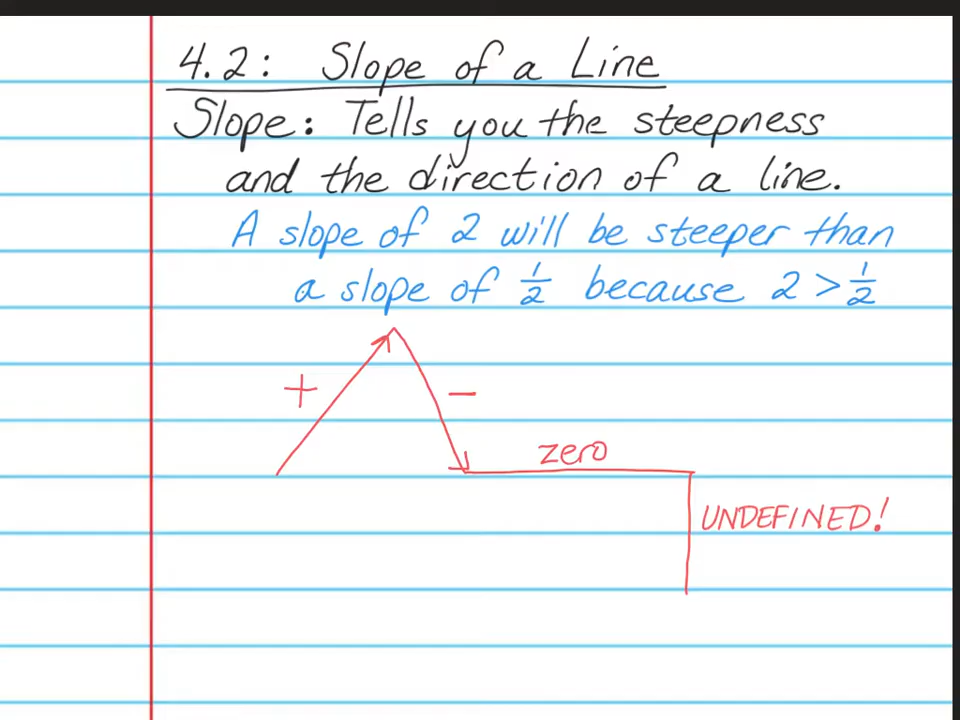 4.2: Slope of a Line
Slope: Tells you the steepness
and the direction of a line.
A slope of 2 will be steeper than
a slope of 1/2 because 2 > 1/2
+
-
zero
UNDEFINED!